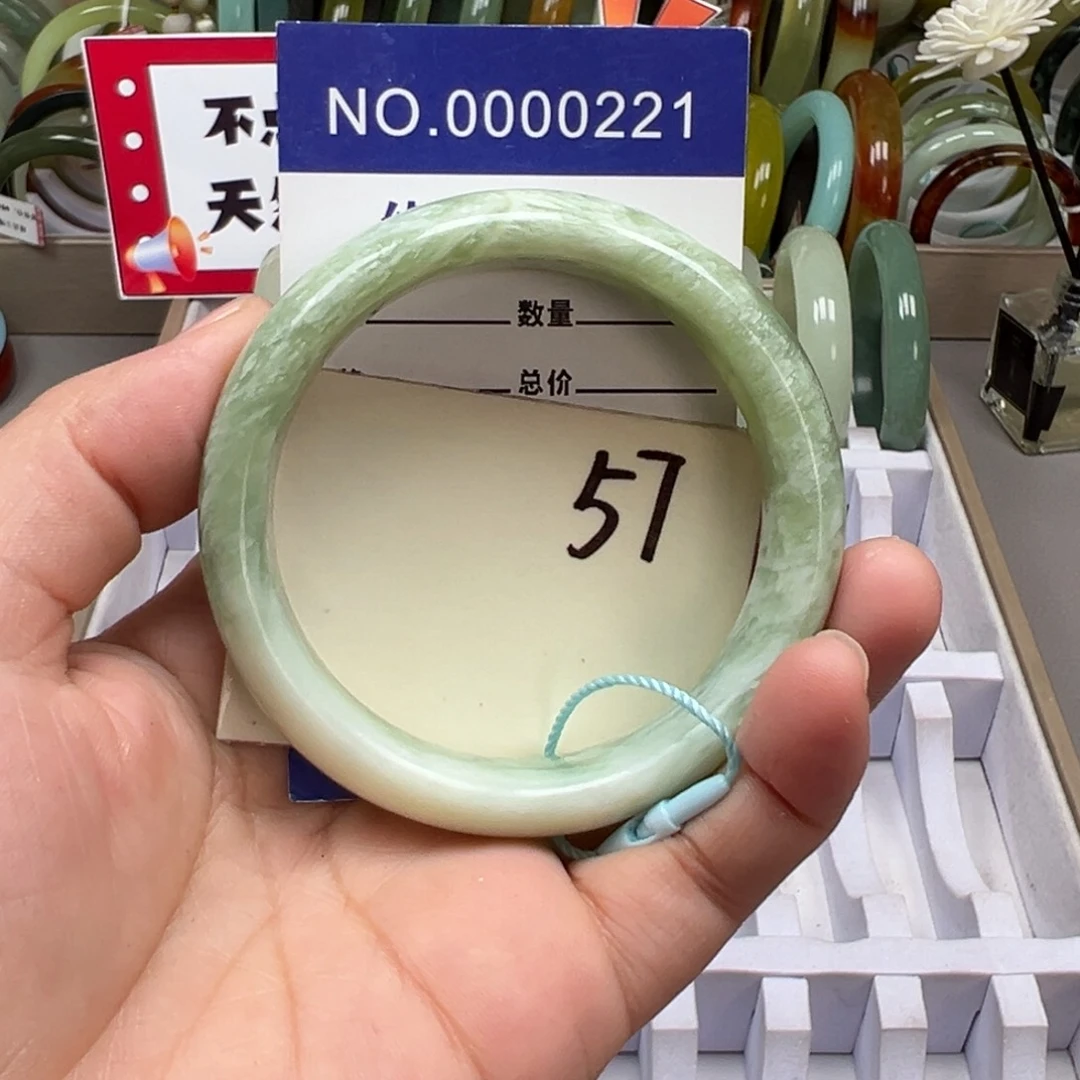 NO.0000221
不
天
数量
总价
57